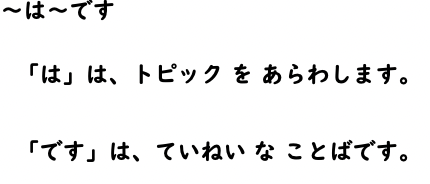 ～は～です
「は」は、トピック を あらわします。
「です」は、ていねい な ことばです。